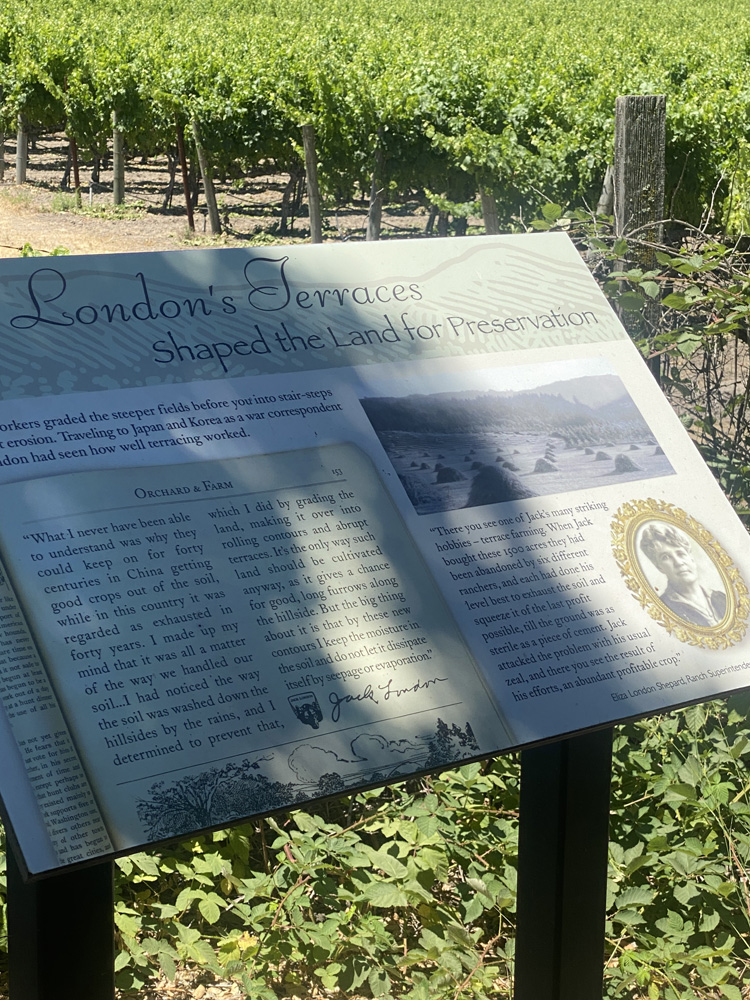 London's Terraces
Shaped the Land for Preservation
orkers graded the steeper fields before you into stair-steps
erosion. Traveling to Japan and Korea as a war correspondent
don had seen how well terracing worked.
Orchard & Farm
153
"What I never have been able
to understand was why they
could keep on for forty
centuries in China getting
good crops out of the soil,
while in this country it was
regarded as exhausted in
forty years. I made up my
mind that it was all a matter
of the way we handled our
soil...I had noticed the way
the soil was washed down the
hillsides by the rains, and I
determined to prevent that,
which I did by grading the
land, making it over into
rolling contours and abrupt
terraces. It's the only way such
land should be cultivated
anyway, as it gives a chance
for good, long furrows along
the hillside. But the big thing
about it is that by these new
contours I keep the moisture in
the soil and do not let it dissipate
itself by seepage or evaporation."
Jack London
"There you see one of Jack's many striking
hobbies – terrace farming. When Jack
bought these 1500 acres they had
been abandoned by six different
ranchers, and each had done his
level best to exhaust the soil and
squeeze it of the last profit
possible, till the ground was as
sterile as a piece of cement. Jack
attacked the problem with his usual
zeal, and there you see the result of
his efforts, an abundant profitable crop."
Eliza London Shepard, Ranch Superintenden